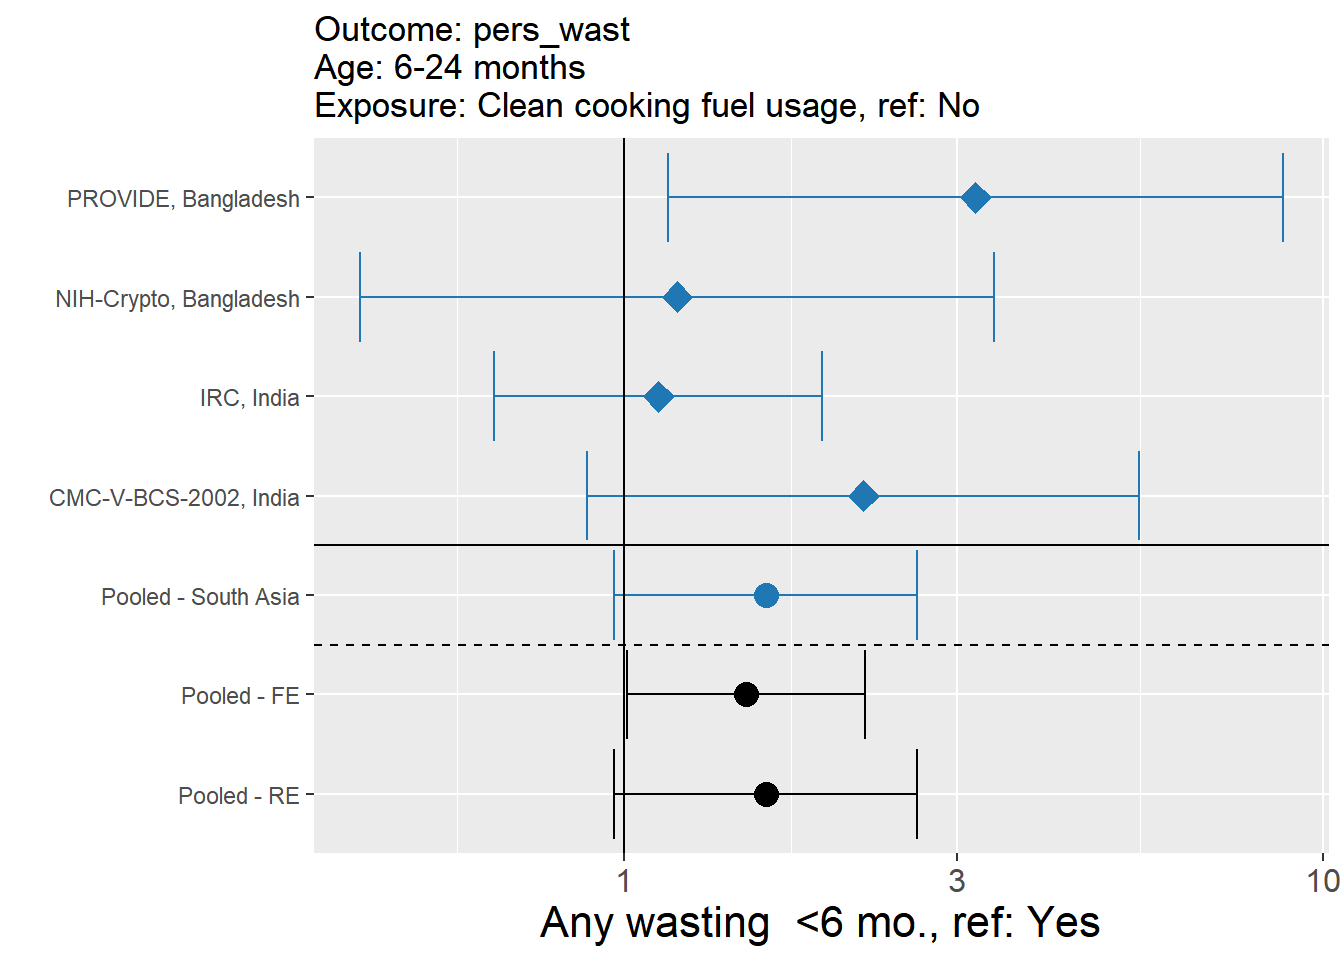 Outcome: pers_wast
Age: 6-24 months
Exposure: Clean cooking fuel usage, ref: No
PROVIDE, Bangladesh
NIH-Crypto, Bangladesh
IRC, India
CMC-V-BCS-2002, India
Pooled - South Asia
Pooled - FE
Pooled - RE
1 3 10
Any wasting  <6 mo., ref: Yes